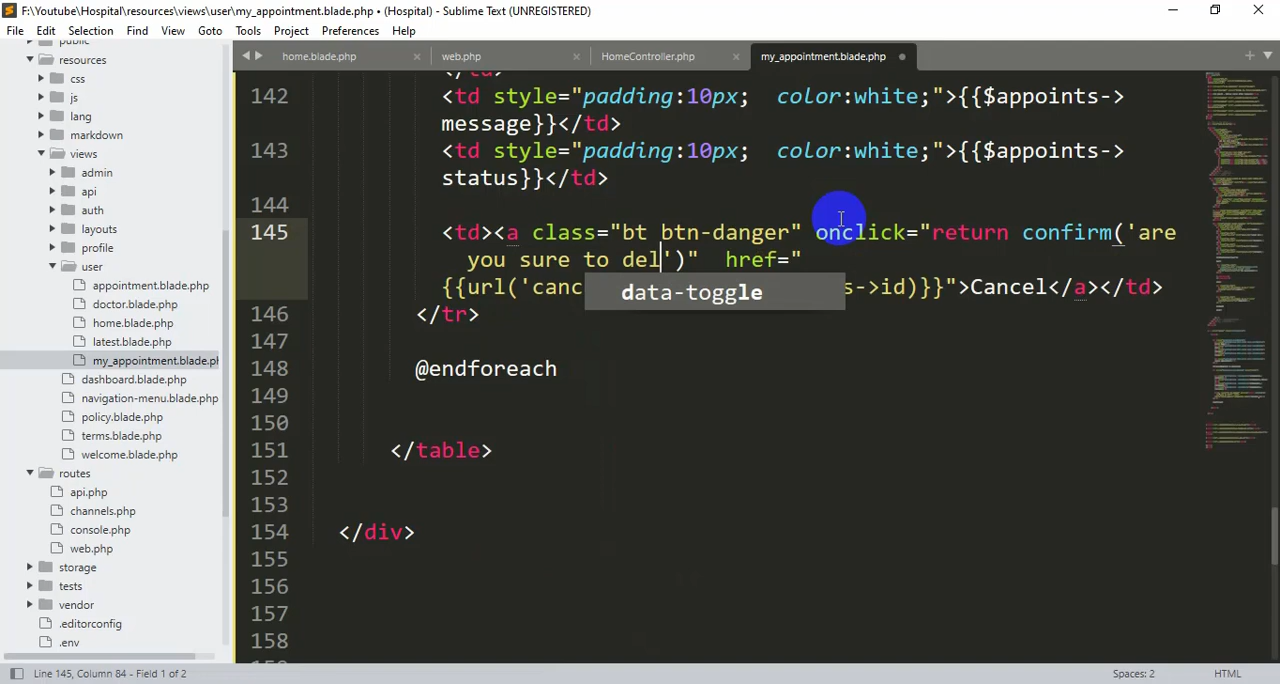 F:\Youtube\Hospital\resources\views\user\my_appointment.blade.php • (Hospital) - Sublime Text (UNREGISTERED)
File Edit Selection Find View Goto Tools Project Preferences Help
home.blade.php × web.php × HomeController.php × my_appointment.blade.php
public
resources
css
js
lang
markdown
views
admin
api
auth
layouts
profile
user
appointment.blade.php
doctor.blade.php
home.blade.php
latest.blade.php
my_appointment.blade.ph
dashboard.blade.php
navigation-menu.blade.php
policy.blade.php
terms.blade.php
welcome.blade.php
routes
api.php
channels.php
console.php
web.php
storage
tests
vendor
.editorconfig
.env
</td>
142 <td style="padding:10px;  color:white;">{{$appoints->
message}}</td>
143 <td style="padding:10px;  color:white;">{{$appoints->
status}}</td>
144
145 <td><a class="bt btn-danger" onclick="return confirm('are
you sure to del')"  href="
{{url('canc s->id)}}">Cancel</a></td>
data-toggle
146 </tr>
147
148 @endforeach
149
150
151 </table>
152
153
154 </div>
155
156
157
158
Line 145, Column 84 - Field 1 of 2 Spaces: 2 HTML